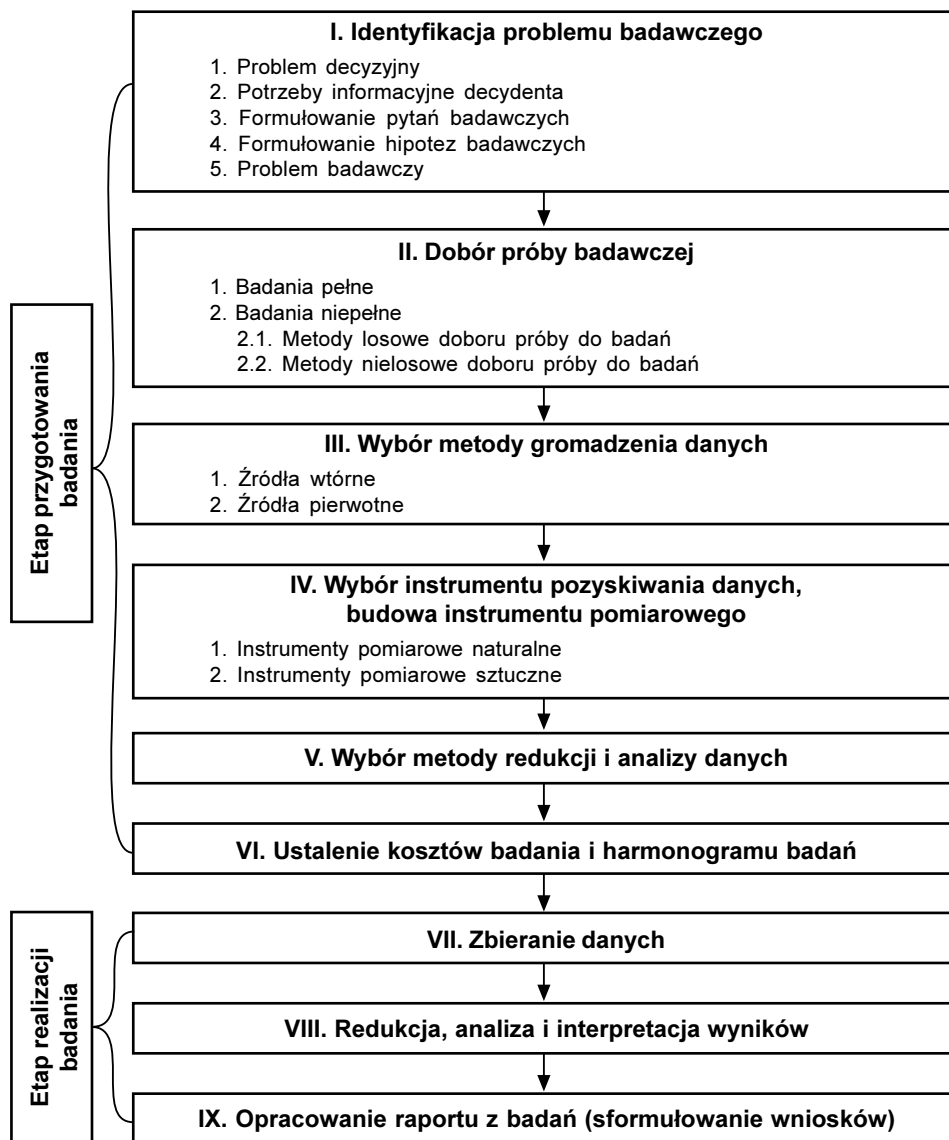 I. Identyfikacja problemu badawczego
1. Problem decyzyjny
2. Potrzeby informacyjne decydenta
3. Formułowanie pytań badawczych
4. Formułowanie hipotez badawczych
5. Problem badawczy
II. Dobór próby badawczej
1. Badania pełne
2. Badania niepełne
2.1. Metody losowe doboru próby do badań
2.2. Metody nielosowe doboru próby do badań
Etap przygotowania
badania
III. Wybór metody gromadzenia danych
1. Źródła wtórne
2. Źródła pierwotne
IV. Wybór instrumentu pozyskiwania danych,
budowa instrumentu pomiarowego
1. Instrumenty pomiarowe naturalne
2. Instrumenty pomiarowe sztuczne
V. Wybór metody redukcji i analizy danych
VI. Ustalenie kosztów badania i harmonogramu badań
Etap realizacji
badania
VII. Zbieranie danych
VIII. Redukcja, analiza i interpretacja wyników
IX. Opracowanie raportu z badań (sformułowanie wniosków)